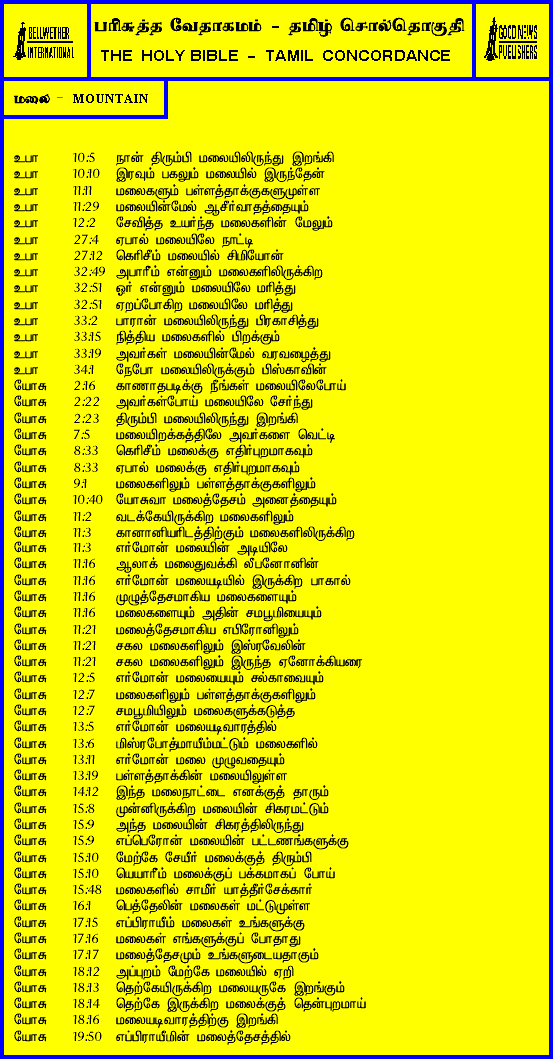 BELLWETHER
INTERNATIONAL
பரிசுத்த வேதாகமம் - தமிழ் சொல்தொகுதி
THE HOLY BIBLE - TAMIL CONCORDANCE
GOOD NEWS
PUBLISHERS
மலை - MOUNTAIN
உபா 10:5 நான் திரும்பி மலையிலிருந்து இறங்கி
உபா 10:10 இரவும் பகலும் மலையில் இருந்தேன்
உபா 11:11 மலைகளும் பள்ளத்தாக்குகளுமுள்ள
உபா 11:29 மலையின்மேல் ஆசீர்வாதத்தையும்
உபா 12:2 சேவித்த உயர்ந்த மலைகளின் மேலும்
உபா 27:4 ஏபால் மலையிலே நாட்டி
உபா 27:12 கெரிசீம் மலையில் சிமியோன்
உபா 32:49 அபாரீம் என்னும் மலைகளிலிருக்கிற
உபா 32:51 ஓர் என்னும் மலையிலே மரித்து
உபா 32:51 ஏறப்போகிற மலையிலே மரித்து
உபா 33:2 பாரான் மலையிலிருந்து பிரகாசித்து
உபா 33:15 நித்திய மலைகளில் பிறக்கும்
உபா 33:19 அவர்கள் மலையின்மேல் வரவழைத்து
உபா 34:1 நேபோ மலையிலிருக்கும் பிஸ்காவின்
யோசு 2:16 காணாதபடிக்கு நீங்கள் மலையிலேபோய்
யோசு 2:22 அவர்கள்போய் மலையிலே சேர்ந்து
யோசு 2:23 திரும்பி மலையிலிருந்து இறங்கி
யோசு 7:5 மலையிறக்கத்திலே அவர்களை வெட்டி
யோசு 8:33 கெரிசீம் மலைக்கு எதிர்புறமாகவும்
யோசு 8:33 ஏபால் மலைக்கு எதிர்புறமாகவும்
யோசு 9:1 மலைகளிலும் பள்ளத்தாக்குகளிலும்
யோசு 10:40 யோசுவா மலைத்தேசம் அனைத்தையும்
யோசு 11:2 வடக்கேயிருக்கிற மலைகளிலும்
யோசு 11:3 கானானியரிடத்திற்கும் மலைகளிலிருக்கிற
யோசு 11:3 எர்மோன் மலையின் அடியிலே
யோசு 11:16 ஆலாக் மலைதுவக்கி லீபனோனின்
யோசு 11:16 எர்மோன் மலையடியில் இருக்கிற பாகால்
யோசு 11:16 முழுத்தேசமாகிய மலைகளையும்
யோசு 11:16 மலைகளையும் அதின் சமபூமியையும்
யோசு 11:21 மலைத்தேசமாகிய எபிரோனிலும்
யோசு 11:21 சகல மலைகளிலும் இஸ்ரவேலின்
யோசு 11:21 சகல மலைகளிலும் இருந்த ஏனோக்கியரை
யோசு 12:5 எர்மோன் மலையையும் சல்காவையும்
யோசு 12:7 மலைகளிலும் பள்ளத்தாக்குகளிலும்
யோசு 12:7 சமபூமியிலும் மலைகளுக்கடுத்த
யோசு 13:5 எர்மோன் மலையடிவாரத்தில்
யோசு 13:6 மிஸ்ரபோத்மாயீம்மட்டும் மலைகளில்
யோசு 13:11 எர்மோன் மலை முழுவதையும்
யோசு 13:19 பள்ளத்தாக்கின் மலையிலுள்ள
யோசு 14:12 இந்த மலைநாட்டை எனக்குத் தாரும்
யோசு 15:8 முன்னிருக்கிற மலையின் சிகரமட்டும்
யோசு 15:9 அந்த மலையின் சிகரத்திலிருந்து
யோசு 15:9 எப்பெரோன் மலையின் பட்டணங்களுக்கு
யோசு 15:10 மேற்கே சேயீர் மலைக்குத் திரும்பி
யோசு 15:10 யெயாரீம் மலைக்குப் பக்கமாகப் போய்
யோசு 15:48 மலைகளில் சாமீர் யாத்தீர்சேக்கார்
யோசு 16:1 பெத்தேலின் மலைகள் மட்டுமுள்ள
யோசு 17:15 எப்பிராயீம் மலைகள் உங்களுக்கு
யோசு 17:16 மலைகள் எங்களுக்குப் போதாது
யோசு 17:17 மலைத்தேசமும் உங்களுடையதாகும்
யோசு 18:12 அப்புறம் மேற்கே மலையில் ஏறி
யோசு 18:13 தெற்கேயிருக்கிற மலையருகே இறங்கும்
யோசு 18:14 தெற்கே இருக்கிற மலைக்குத் தென்புறமாய்
யோசு 18:16 மலையடிவாரத்திற்கு இறங்கி
யோசு 19:50 எப்பிராயீமின் மலைத்தேசத்தில்